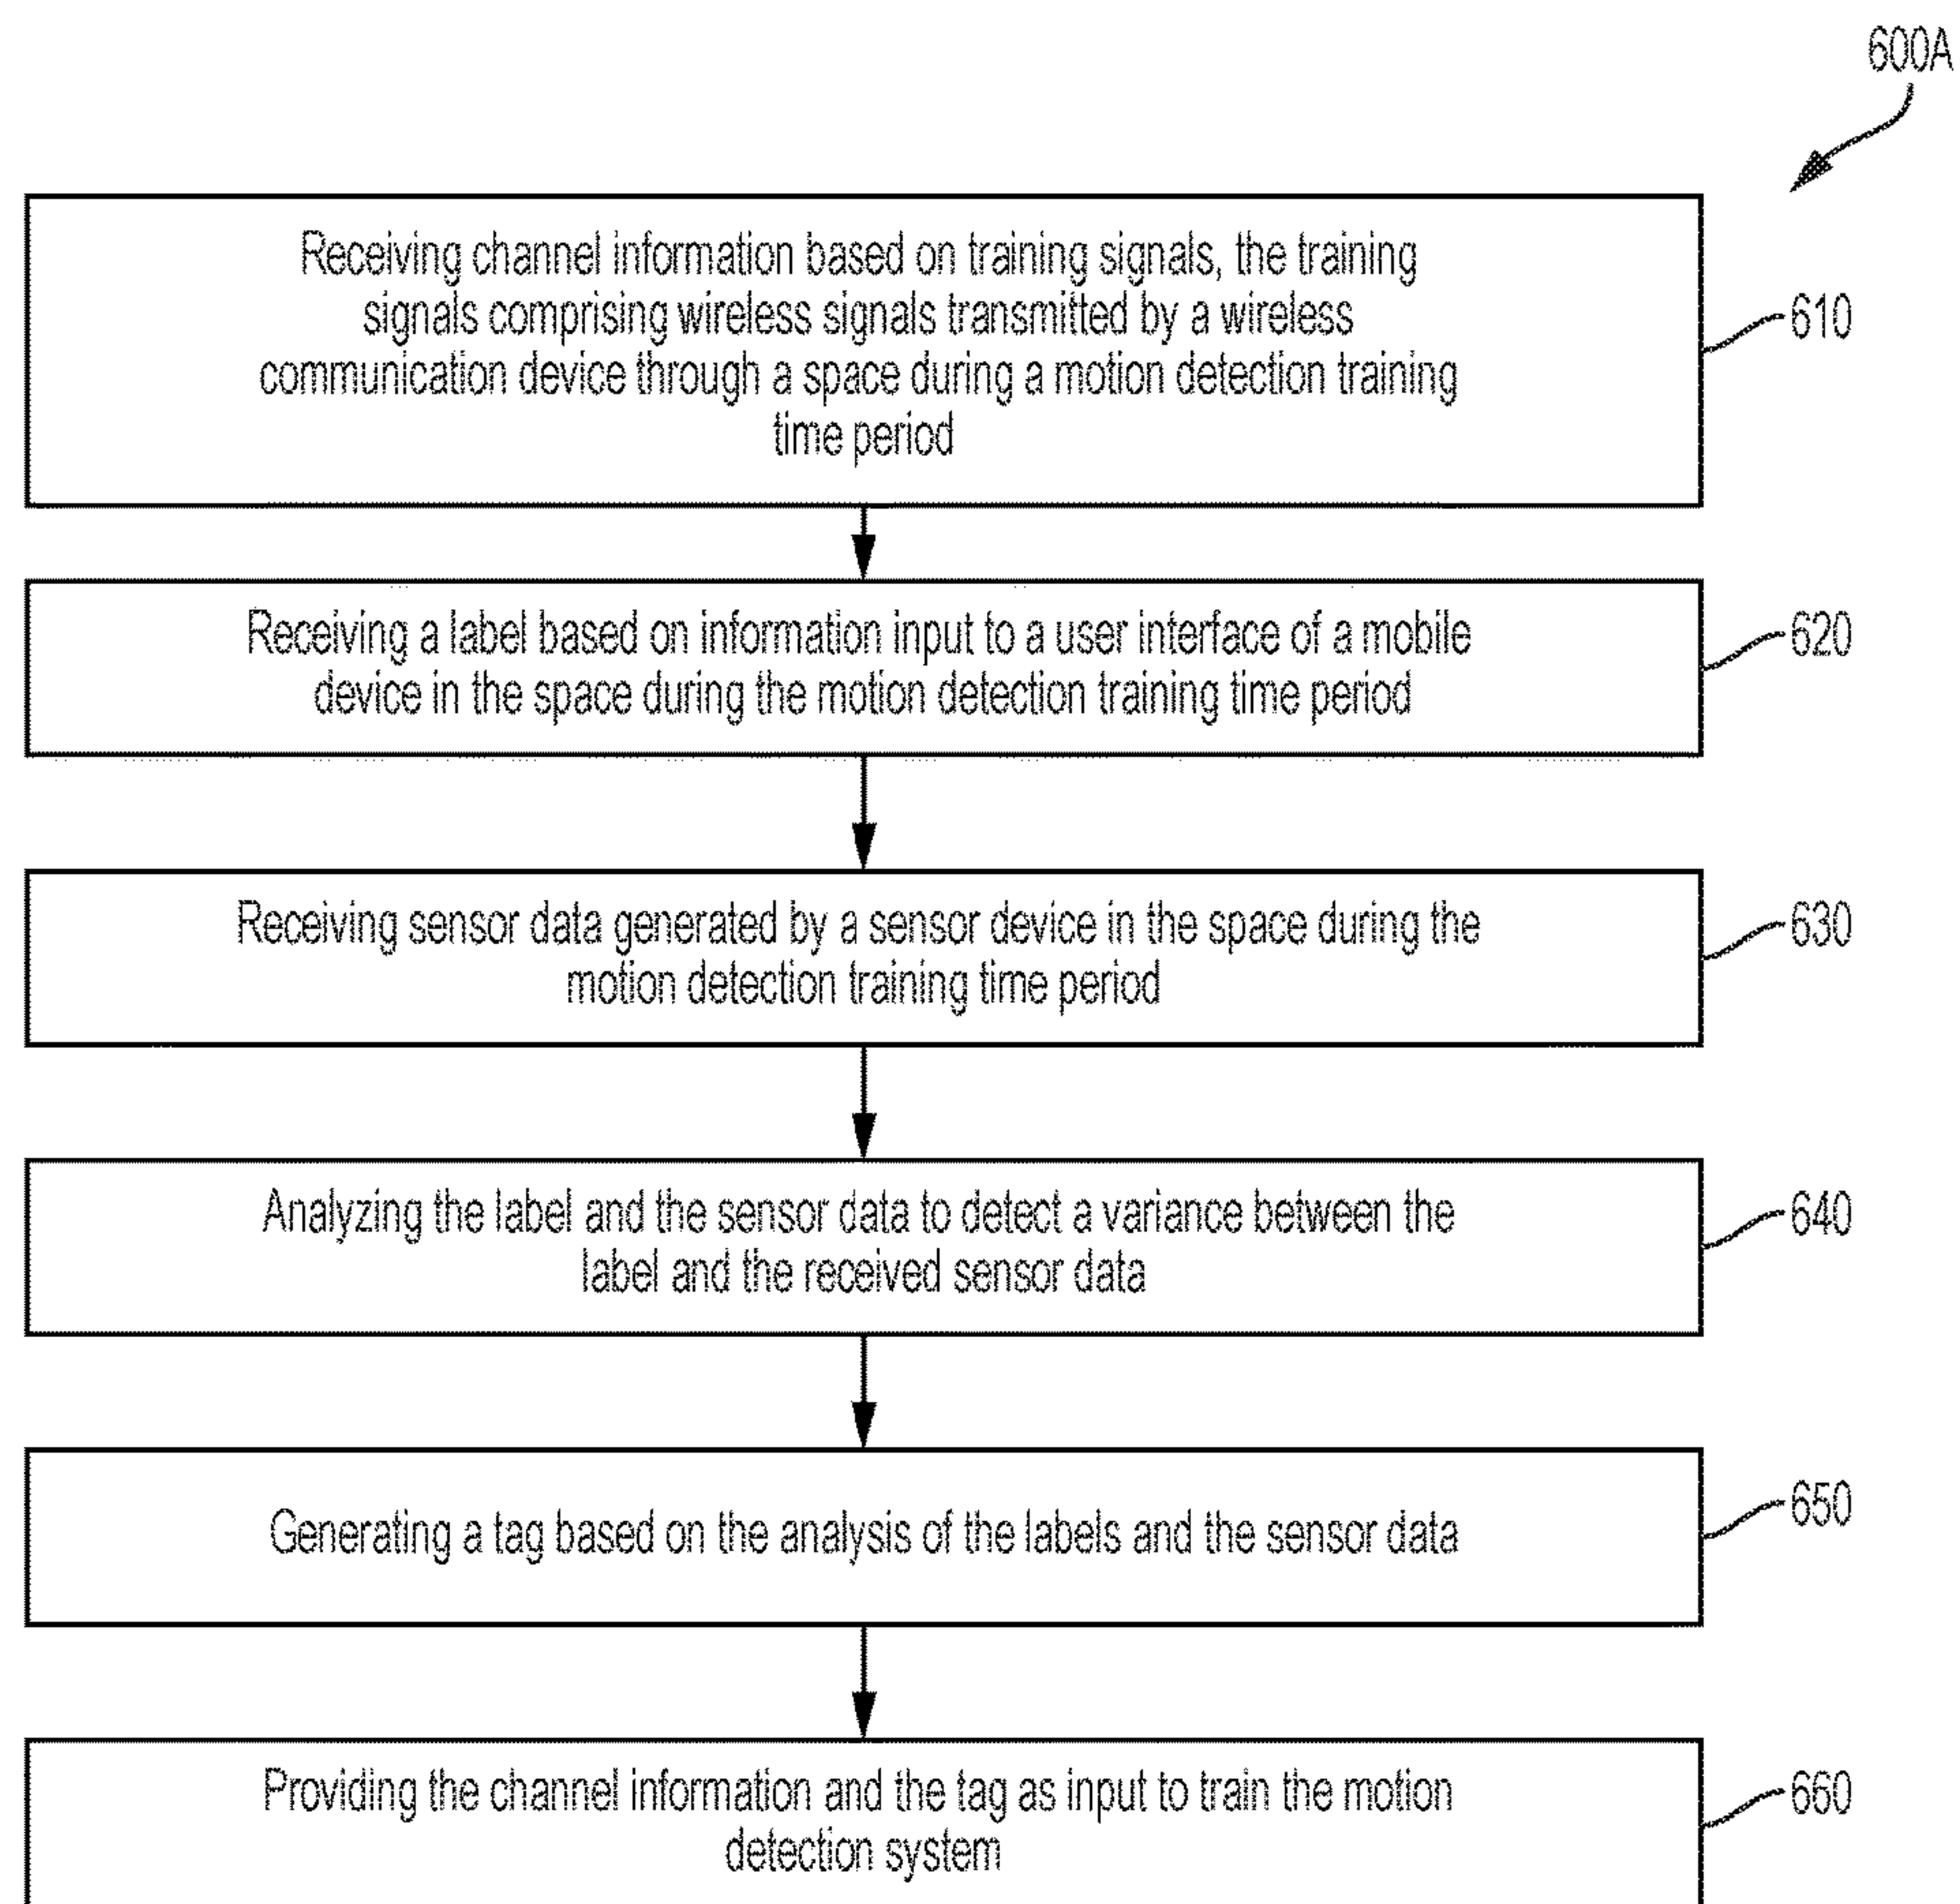 600A
Receiving channel information based on training signals, the training
signals comprising wireless signals transmitted by a wireless
communication device through a space during a motion detection training
time period
610
Receiving a label based on information input to a user interface of a mobile
device in the space during the motion detection training time period
620
Receiving sensor data generated by a sensor device in the space during the
motion detection training time period
630
Analyzing the label and the sensor data to detect a variance between the
label and the received sensor data
640
Generating a tag based on the analysis of the labels and the sensor data
650
Providing the channel information and the tag as input to train the motion
detection system
660